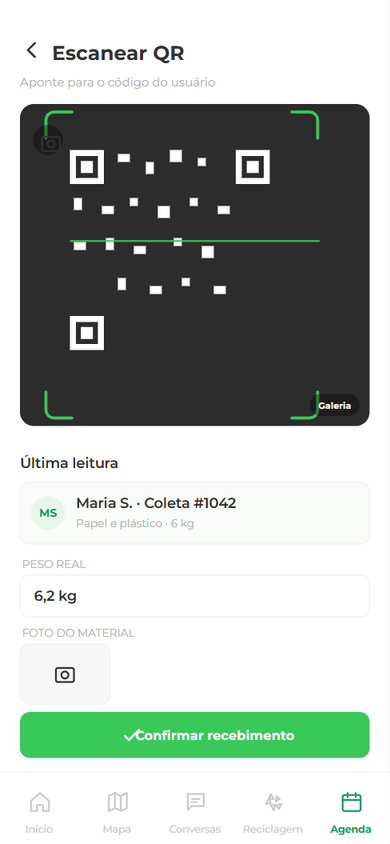 Escanear QR
Aponte para o código do usuário
Galeria
Última leitura
MS
Maria S. · Coleta #1042
Papel e plástico · 6 kg
PESO REAL
6,2 kg
FOTO DO MATERIAL
Confirmar recebimento
Início Mapa Conversas Reciclagem Agenda